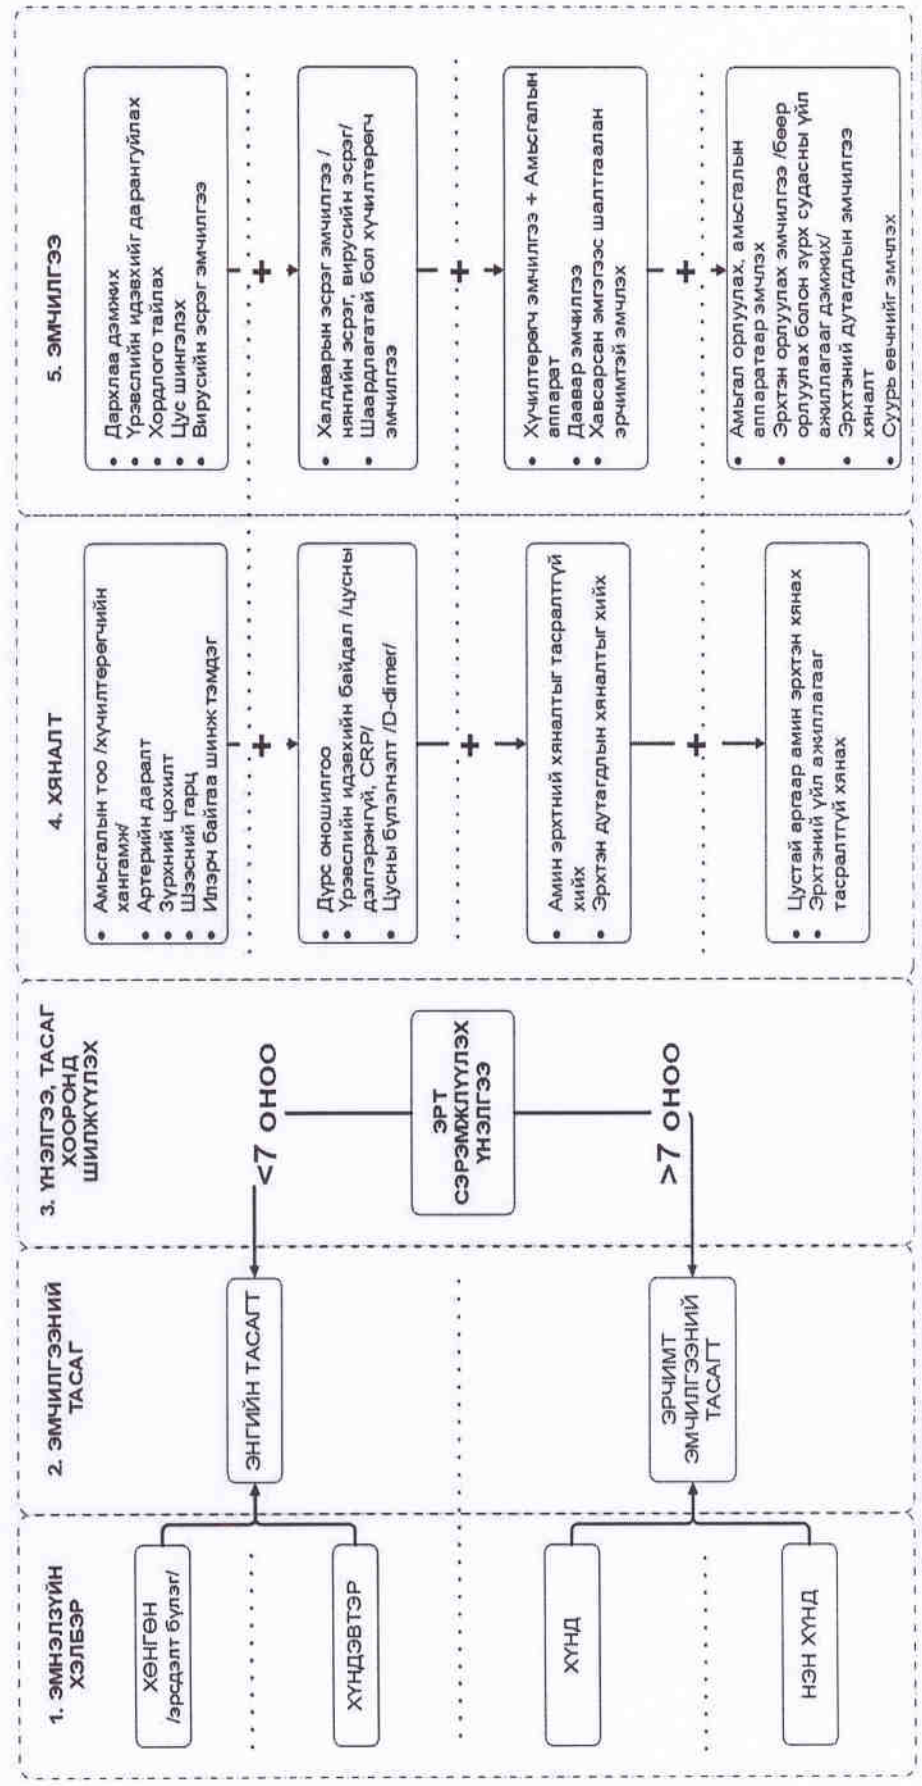 1. ЭМНЭЛЗҮЙН
ХЭЛБЭР
ХӨНГӨН
/эрсдэлт бүлэг/
ХҮНДЭВТЭР
ХҮНД
НЭН ХҮНД
2. ЭМЧИЛГЭЭНИЙ
ТАСАГ
ЭНГИЙН ТАСАГТ
ЭРЧИМТ
ЭМЧИЛГЭЭНИЙ
ТАСАГТ
3. ҮНЭЛГЭЭ, ТАСАГ
ХООРОНД
ШИЛЖҮҮЛЭХ
<7 ОНОО
ЭРТ
СЭРЭМЖЛҮҮЛЭХ
ҮНЭЛГЭЭ
>7 ОНОО
4. ХЯНАЛТ
• Амьсгалын тоо /хүчилтөрөгчийн
хангамж/
• Артерийн даралт
• Зүрхний цохилт
• Шээсний гарц
• Илэрч байгаа шинж тэмдэг
+
• Дүрс оношилгоо
• Үрэвслийн идэвхийн байдал /цусны
дэлгэрэнгүй, CRP/
• Цусны бүлэгнэлт /D-dimer/
+
• Амин эрхтний хяналтыг тасралтгүй
хийх
• Эрхтэн дутагдлын хяналтыг хийх
+
• Цустай аргаар амин эрхтэн хянах
• Эрхтэний үйл ажиллагааг
тасралтгүй хянах
5. ЭМЧИЛГЭЭ
• Дархлаа дэмжих
• Үрэвслийн идэвхийг дарангуйлах
• Хордлого тайлах
• Цус шингэлэх
• Вирусийн эсрэг эмчилгээ
+
• Халдварын эсрэг эмчилгээ /
нянгийн эсрэг, вирусийн эсрэг/
• Шаардлагатай бол хүчилтөрөгч
эмчилгээ
+
• Хүчилтөрөгч эмчилгээ + Амьсгалын
аппарат
• Даавар эмчилгээ
• Хавсарсан эмгэгээс шалтгаалан
эрчимтэй эмчлэх
+
• Амьгал орлуулах, амьсгалын
аппаратаар эмчлэх
• Эрхтэн орлуулах эмчилгээ /бөөр
орлуулах болон зүрх судасны үйл
ажиллагааг дэмжих/
• Эрхтэний дутагдлын эмчилгээ
хяналт
• Суурь өвчнийг эмчлэх